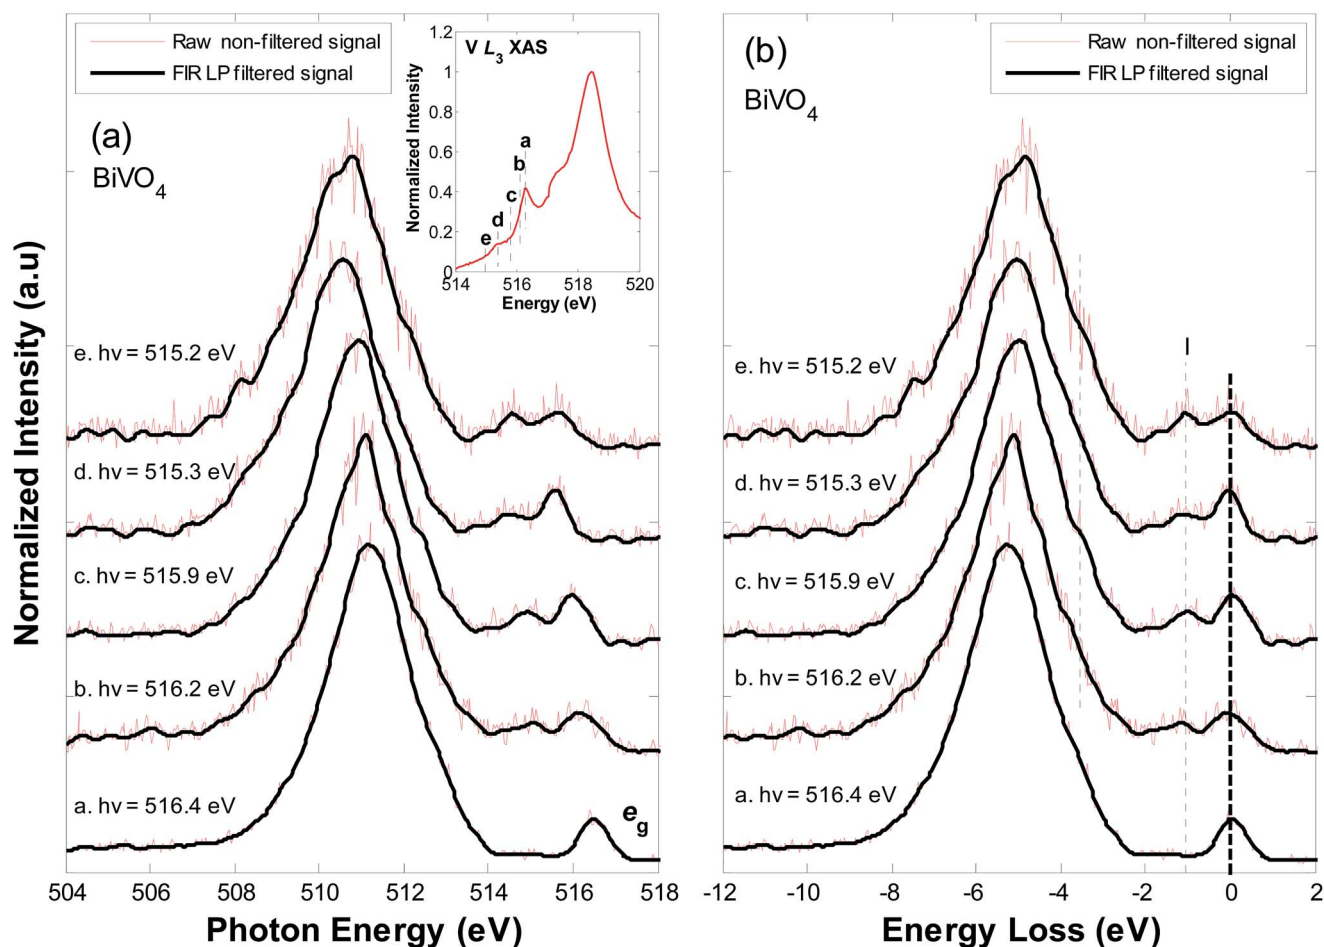 Raw non-filtered signal
FIR LP filtered signal
(a)
BiVO4
V L3 XAS
Normalized Intensity
1.2
1
0.8
0.6
0.4
0.2
0
a
b
c
d
e
514 516 518 520
Energy (eV)
e. hv = 515.2 eV
d. hv = 515.3 eV
c. hv = 515.9 eV
b. hv = 516.2 eV
a. hv = 516.4 eV
eg
Normalized Intensity (a.u)
504 506 508 510 512 514 516 518
Photon Energy (eV)
(b)
Raw non-filtered signal
FIR LP filtered signal
BiVO4
I
e. hv = 515.2 eV
d. hv = 515.3 eV
c. hv = 515.9 eV
b. hv = 516.2 eV
a. hv = 516.4 eV
-12 -10 -8 -6 -4 -2 0 2
Energy Loss (eV)